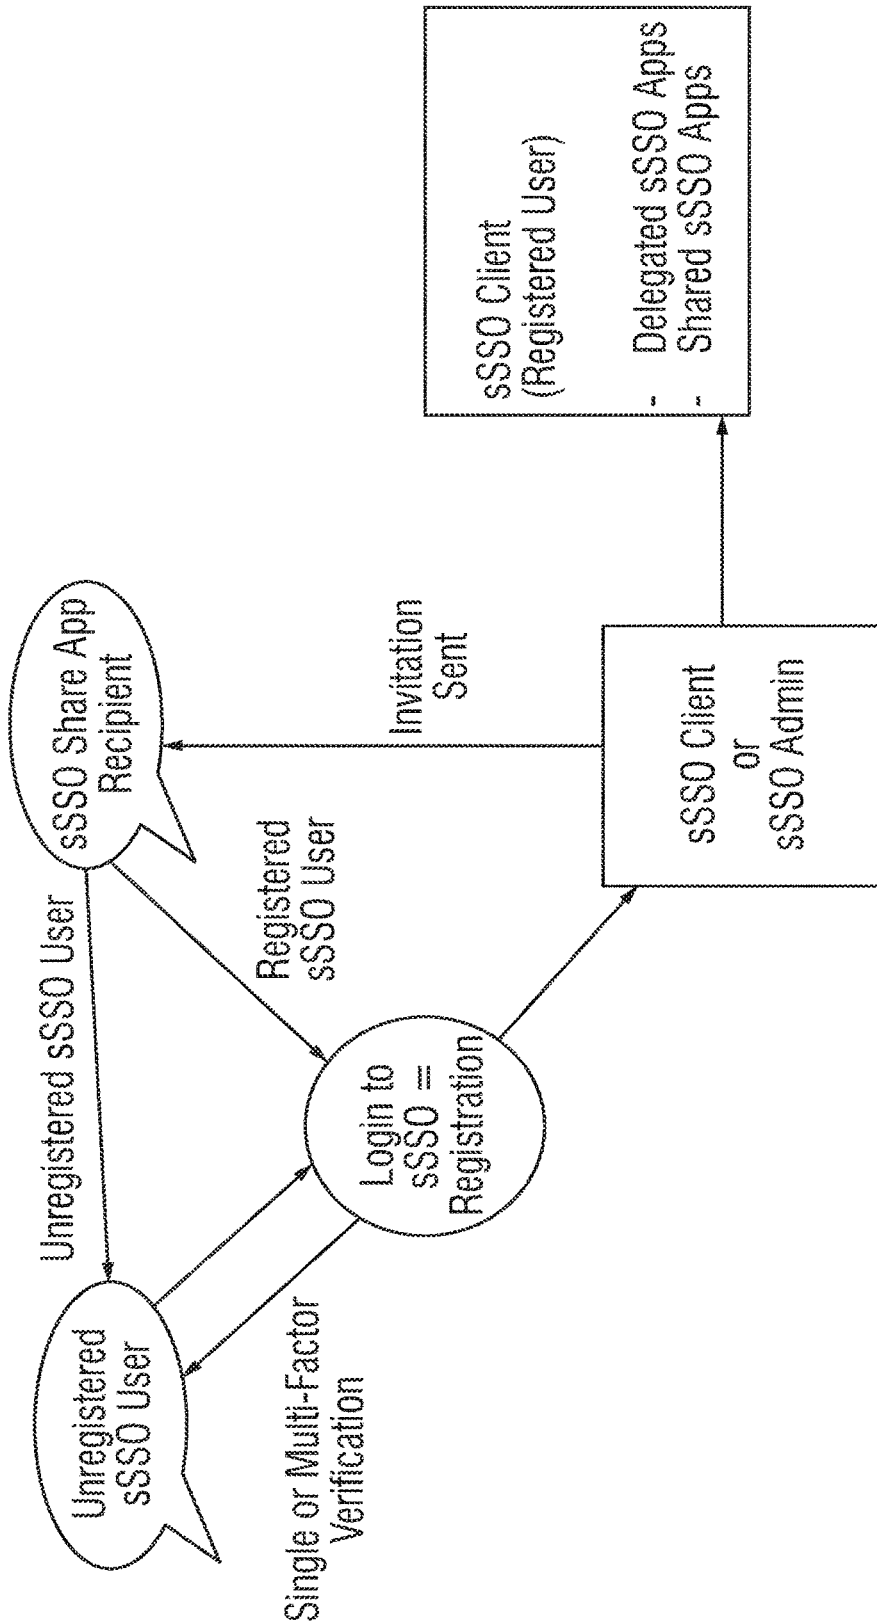 Unregistered
sSSO User
Unregistered sSSO User
sSSO Share App
Recipient
Single or Multi-Factor
Verification
Login to
sSSO =
Registration
Registered
sSSO User
Invitation
Sent
sSSO Client
or
sSSO Admin
sSSO Client
(Registered User)
- Delegated sSSO Apps
- Shared sSSO Apps